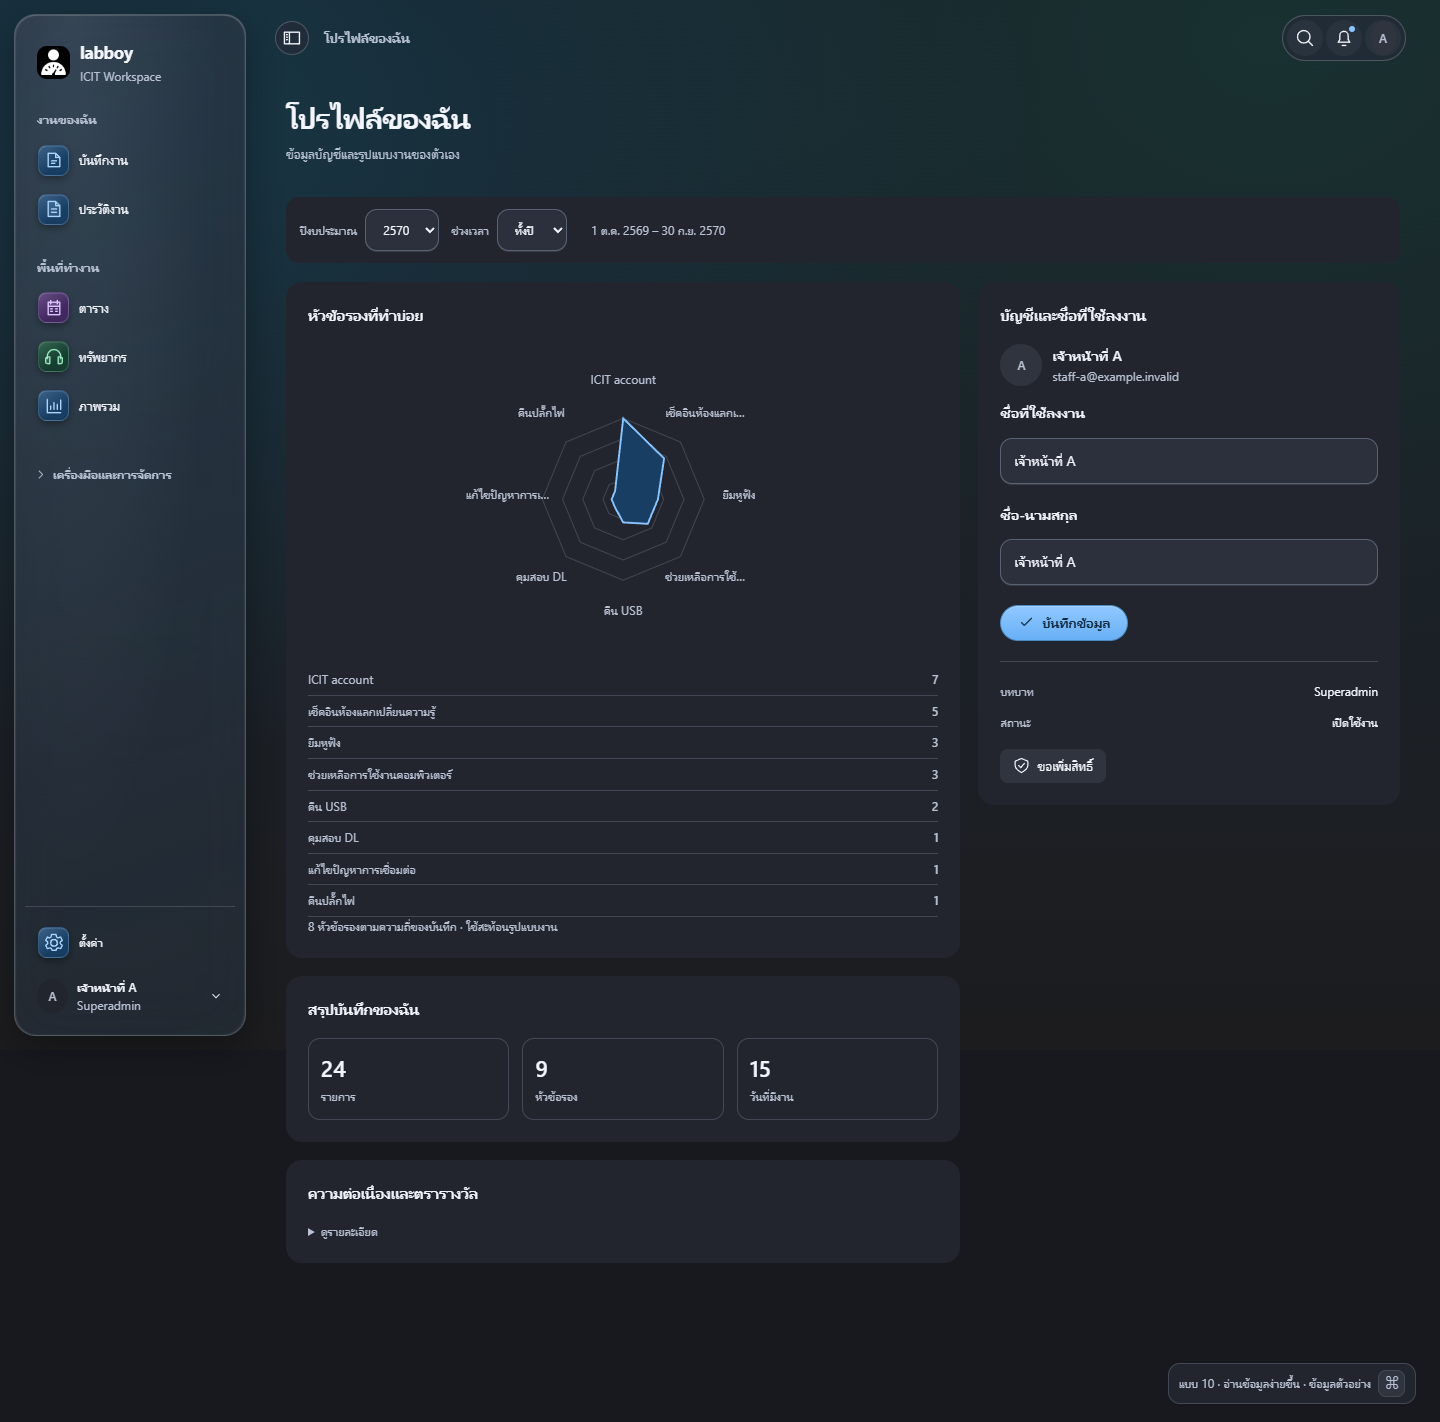 labboy
ICIT Workspace
งานของฉัน
บันทึกงาน
ประวัติงาน
พื้นที่ทำงาน
ตาราง
ทรัพยากร
ภาพรวม
เครื่องมือและการจัดการ
ตั้งค่า
A
เจ้าหน้าที่ A
Superadmin
โปรไฟล์ของฉัน
A
โปรไฟล์ของฉัน
ข้อมูลบัญชีและรูปแบบงานของตัวเอง
ปีงบประมาณ 2570 ช่วงเวลา ทั้งปี 1 ต.ค. 2569 – 30 ก.ย. 2570
หัวข้อรองที่ทำบ่อย
ICIT account
คืนปลั๊กไฟ เช็คอินห้องแลกเ...
แก้ไขปัญหาการเ... ยืมหูฟัง
คุมสอบ DL ช่วยเหลือการใช้...
คืน USB
ICIT account 7
เช็คอินห้องแลกเปลี่ยนความรู้ 5
ยืมหูฟัง 3
ช่วยเหลือการใช้งานคอมพิวเตอร์ 3
คืน USB 2
คุมสอบ DL 1
แก้ไขปัญหาการเชื่อมต่อ 1
คืนปลั๊กไฟ 1
8 หัวข้อรองตามความถี่ของบันทึก · ใช้สะท้อนรูปแบบงาน
สรุปบันทึกของฉัน
24
รายการ
9
หัวข้อรอง
15
วันที่มีงาน
ความต่อเนื่องและตรารางวัล
ดูรายละเอียด
บัญชีและชื่อที่ใช้ลงงาน
A
เจ้าหน้าที่ A
staff-a@example.invalid
ชื่อที่ใช้ลงงาน
เจ้าหน้าที่ A
ชื่อ-นามสกุล
เจ้าหน้าที่ A
บันทึกข้อมูล
บทบาท Superadmin
สถานะ เปิดใช้งาน
ขอเพิ่มสิทธิ์
แบบ 10 · อ่านข้อมูลง่ายขึ้น · ข้อมูลตัวอย่าง ⌘